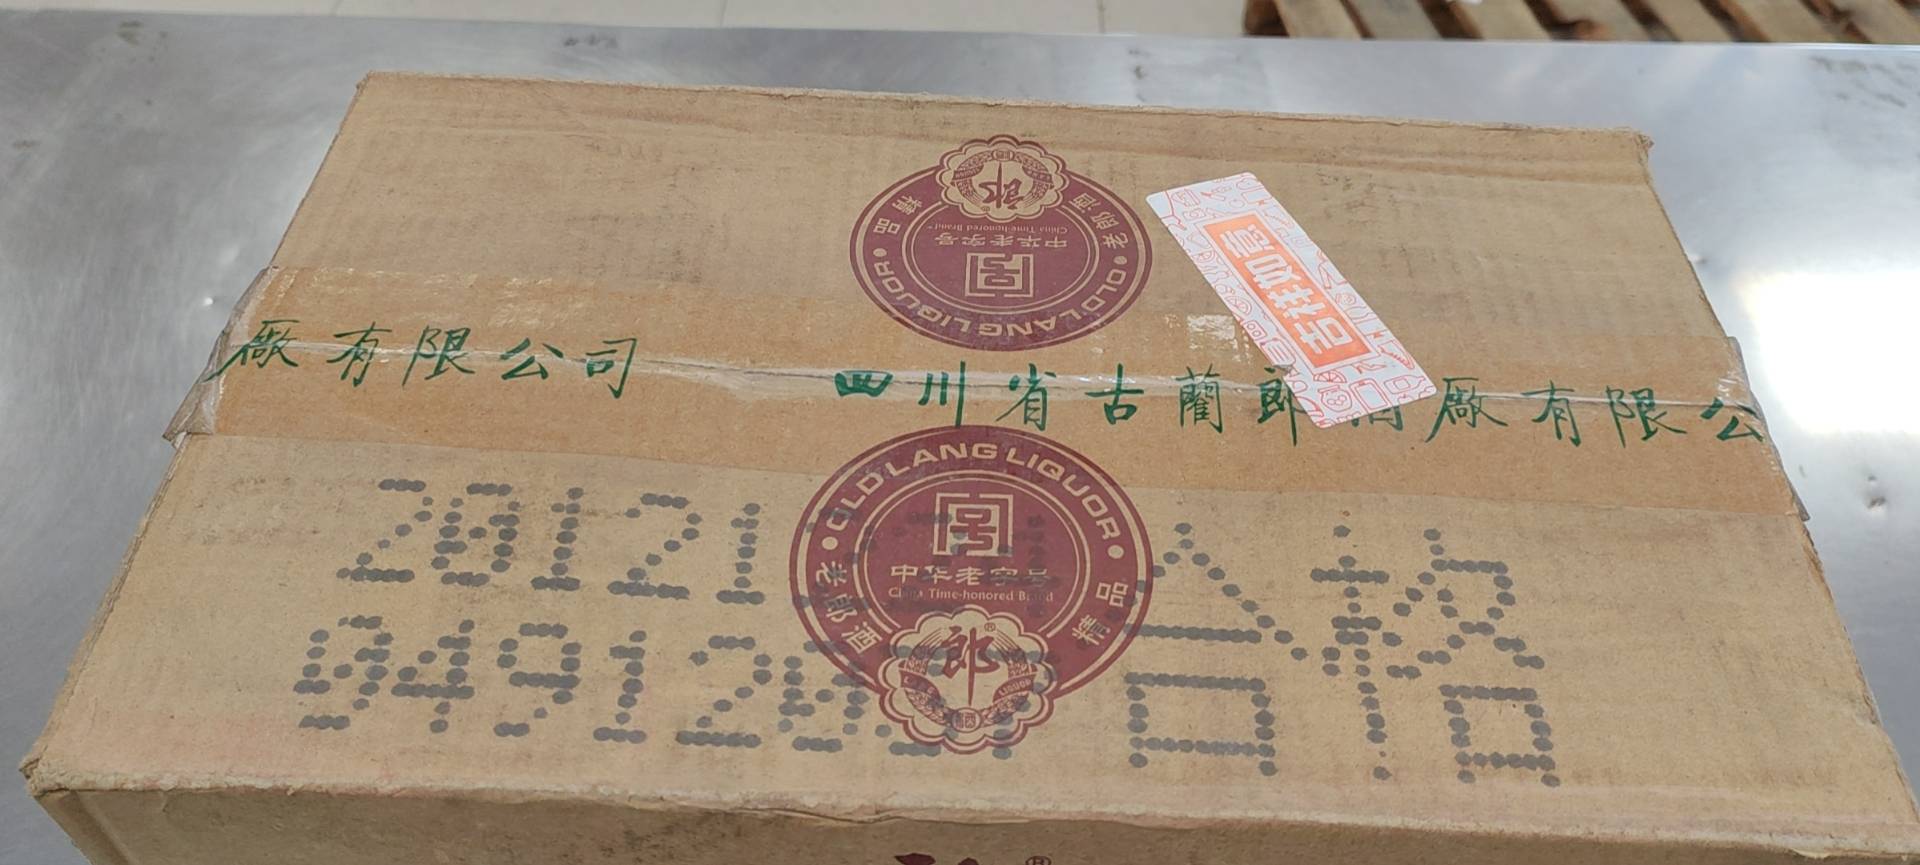 老郎酒 精品
OLD LANG LIQUOR
中华老字号
China Time-honored Brand
郎
吉祥如意
廠有限公司 四川省古藺郎酒廠有限公
OLD LANG LIQUOR
中华老字号
China Time-honored Brand
老郎酒 精品
郎
LIQUOR
合格